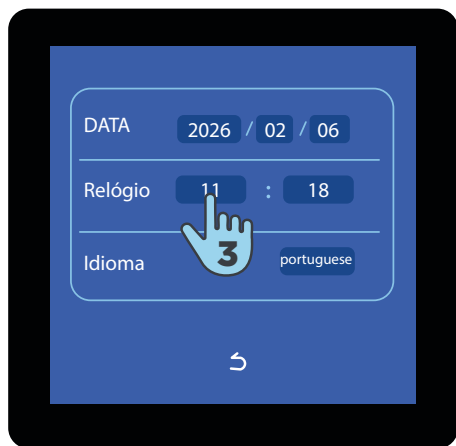 DATA 2026 / 02 / 06
Relógio 11 : 18
3
Idioma portuguese